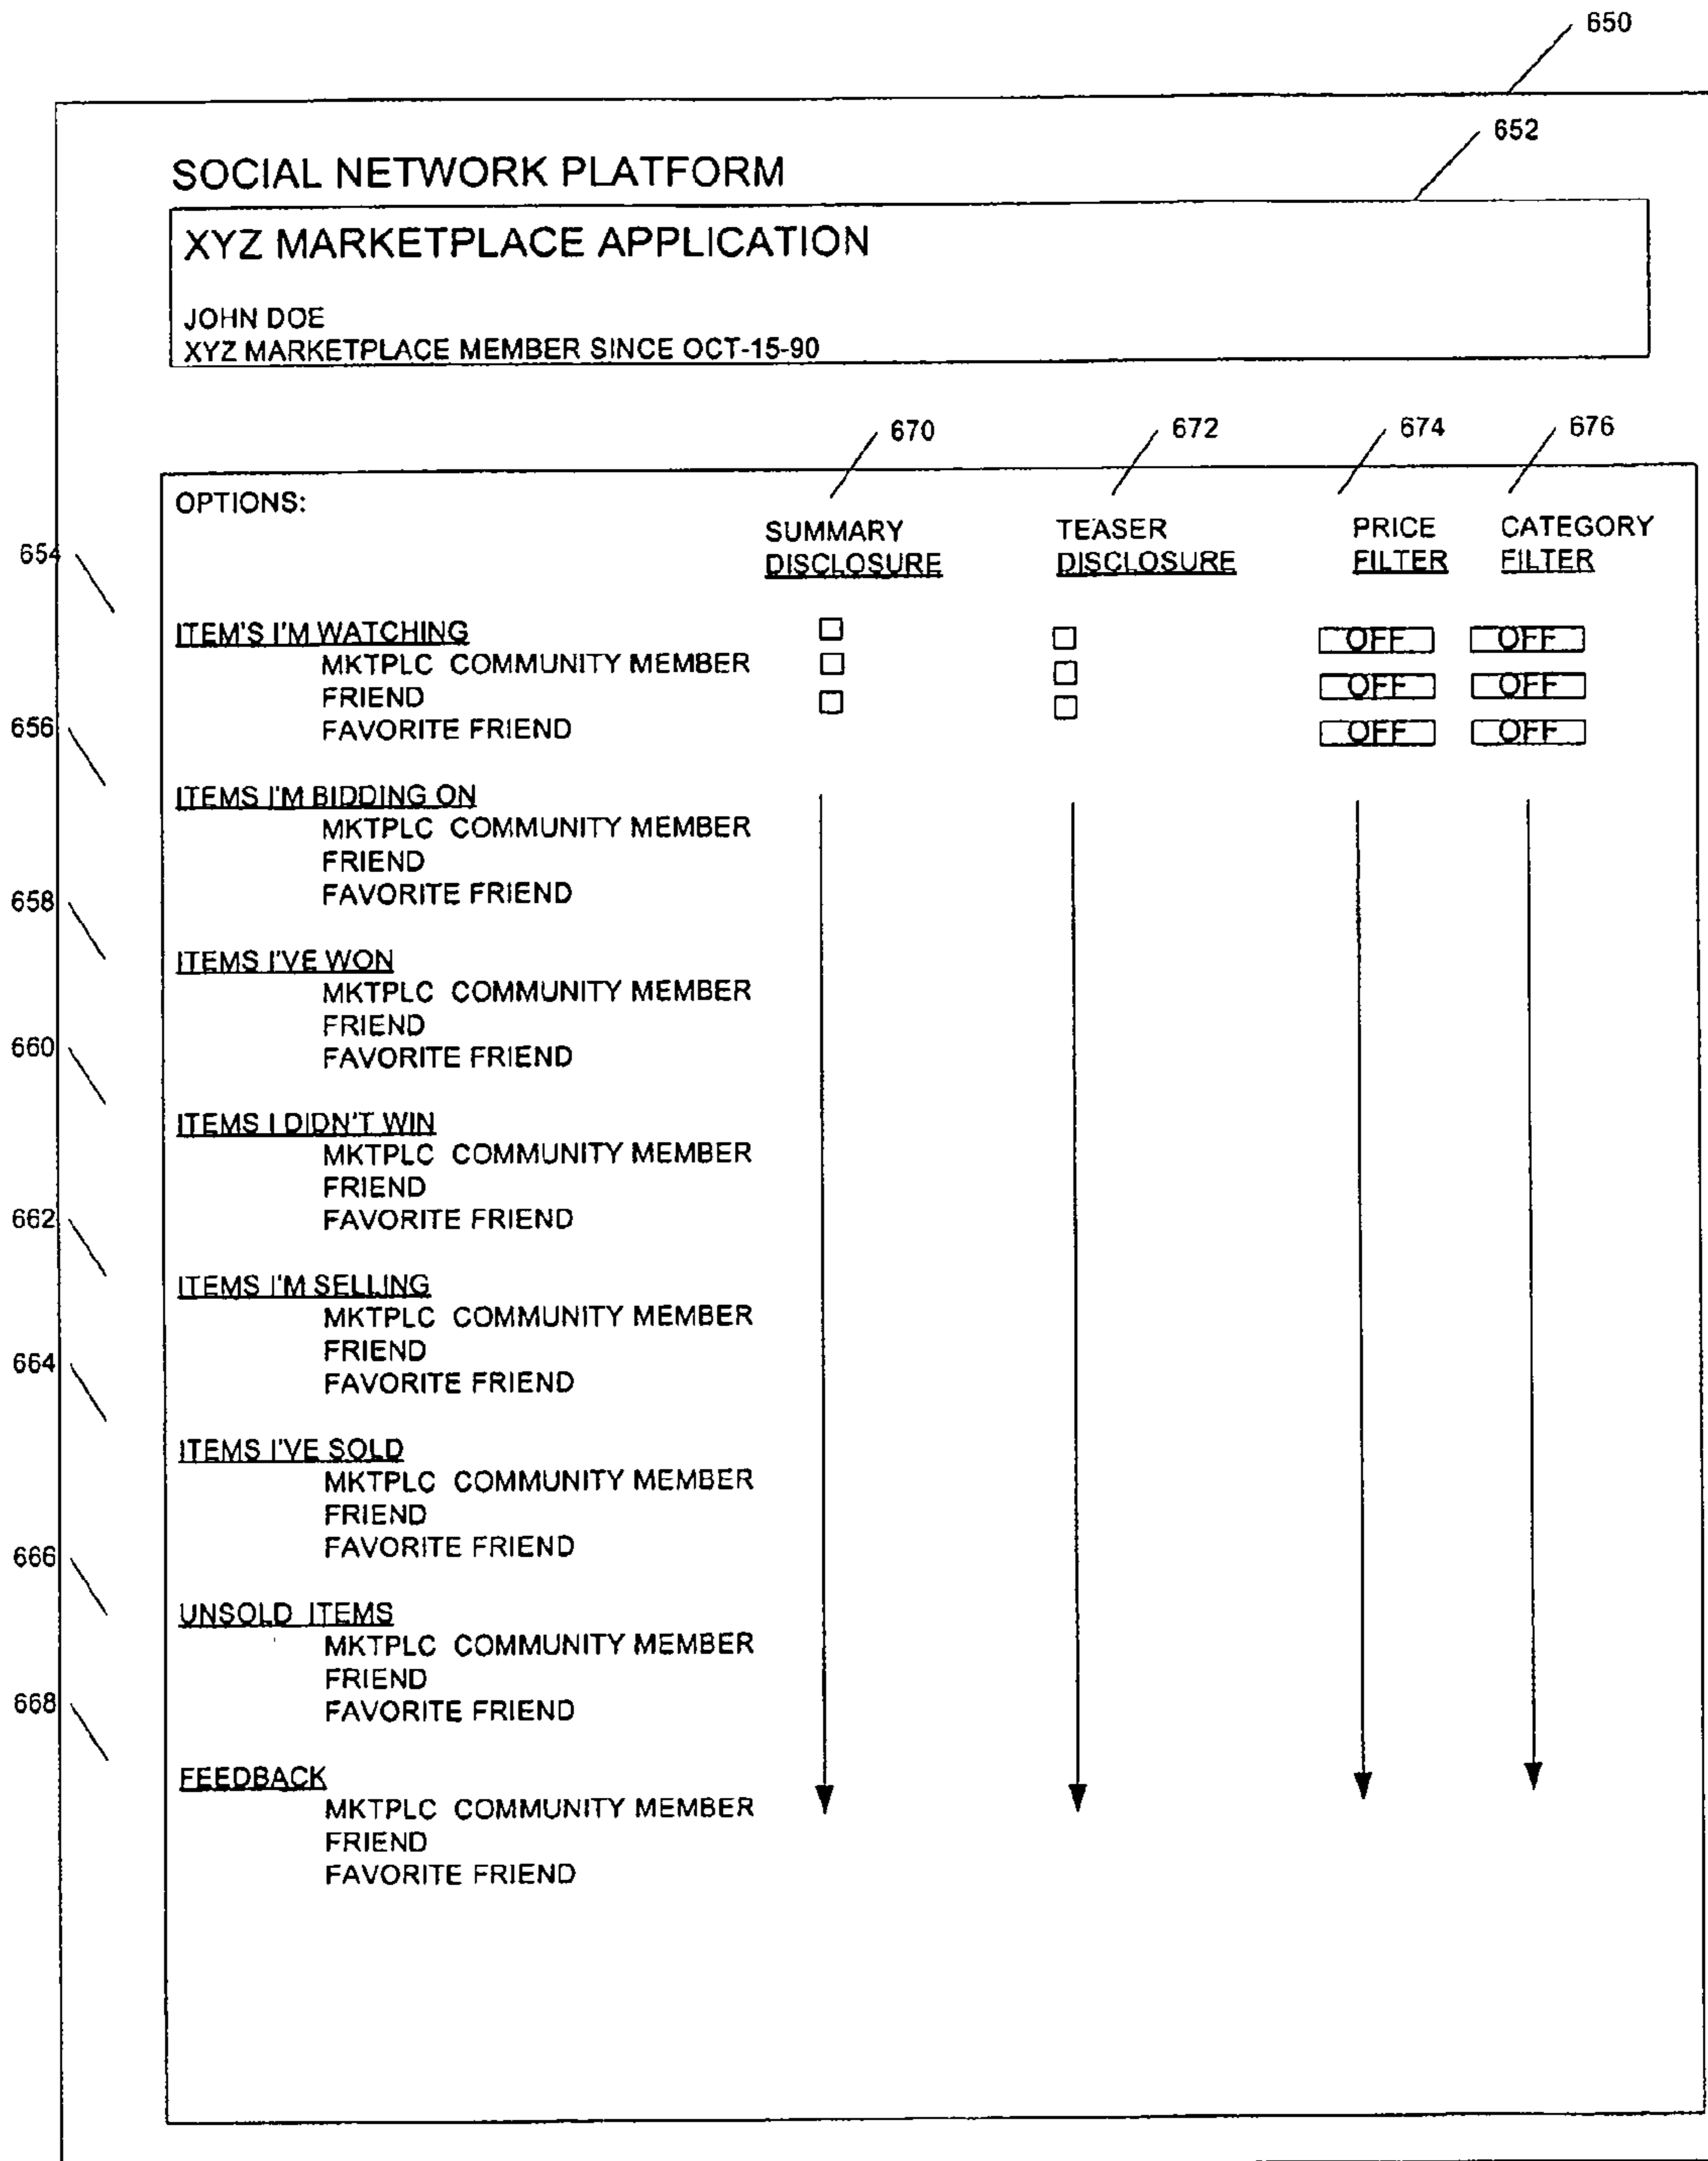 650
652
SOCIAL NETWORK PLATFORM
XYZ MARKETPLACE APPLICATION
JOHN DOE
XYZ MARKETPLACE MEMBER SINCE OCT-15-90
670 672 674 676
OPTIONS:
SUMMARY TEASER PRICE CATEGORY
DISCLOSURE DISCLOSURE FILTER FILTER
654
ITEM'S I'M WATCHING OFF OFF
MKTPLC COMMUNITY MEMBER
FRIEND OFF OFF
FAVORITE FRIEND OFF OFF
656
ITEMS I'M BIDDING ON
MKTPLC COMMUNITY MEMBER
FRIEND
FAVORITE FRIEND
658
ITEMS I'VE WON
MKTPLC COMMUNITY MEMBER
FRIEND
FAVORITE FRIEND
660
ITEMS I DIDN'T WIN
MKTPLC COMMUNITY MEMBER
FRIEND
FAVORITE FRIEND
662
ITEMS I'M SELLING
MKTPLC COMMUNITY MEMBER
FRIEND
FAVORITE FRIEND
664
ITEMS I'VE SOLD
MKTPLC COMMUNITY MEMBER
FRIEND
FAVORITE FRIEND
666
UNSOLD ITEMS
MKTPLC COMMUNITY MEMBER
FRIEND
FAVORITE FRIEND
668
FEEDBACK
MKTPLC COMMUNITY MEMBER
FRIEND
FAVORITE FRIEND